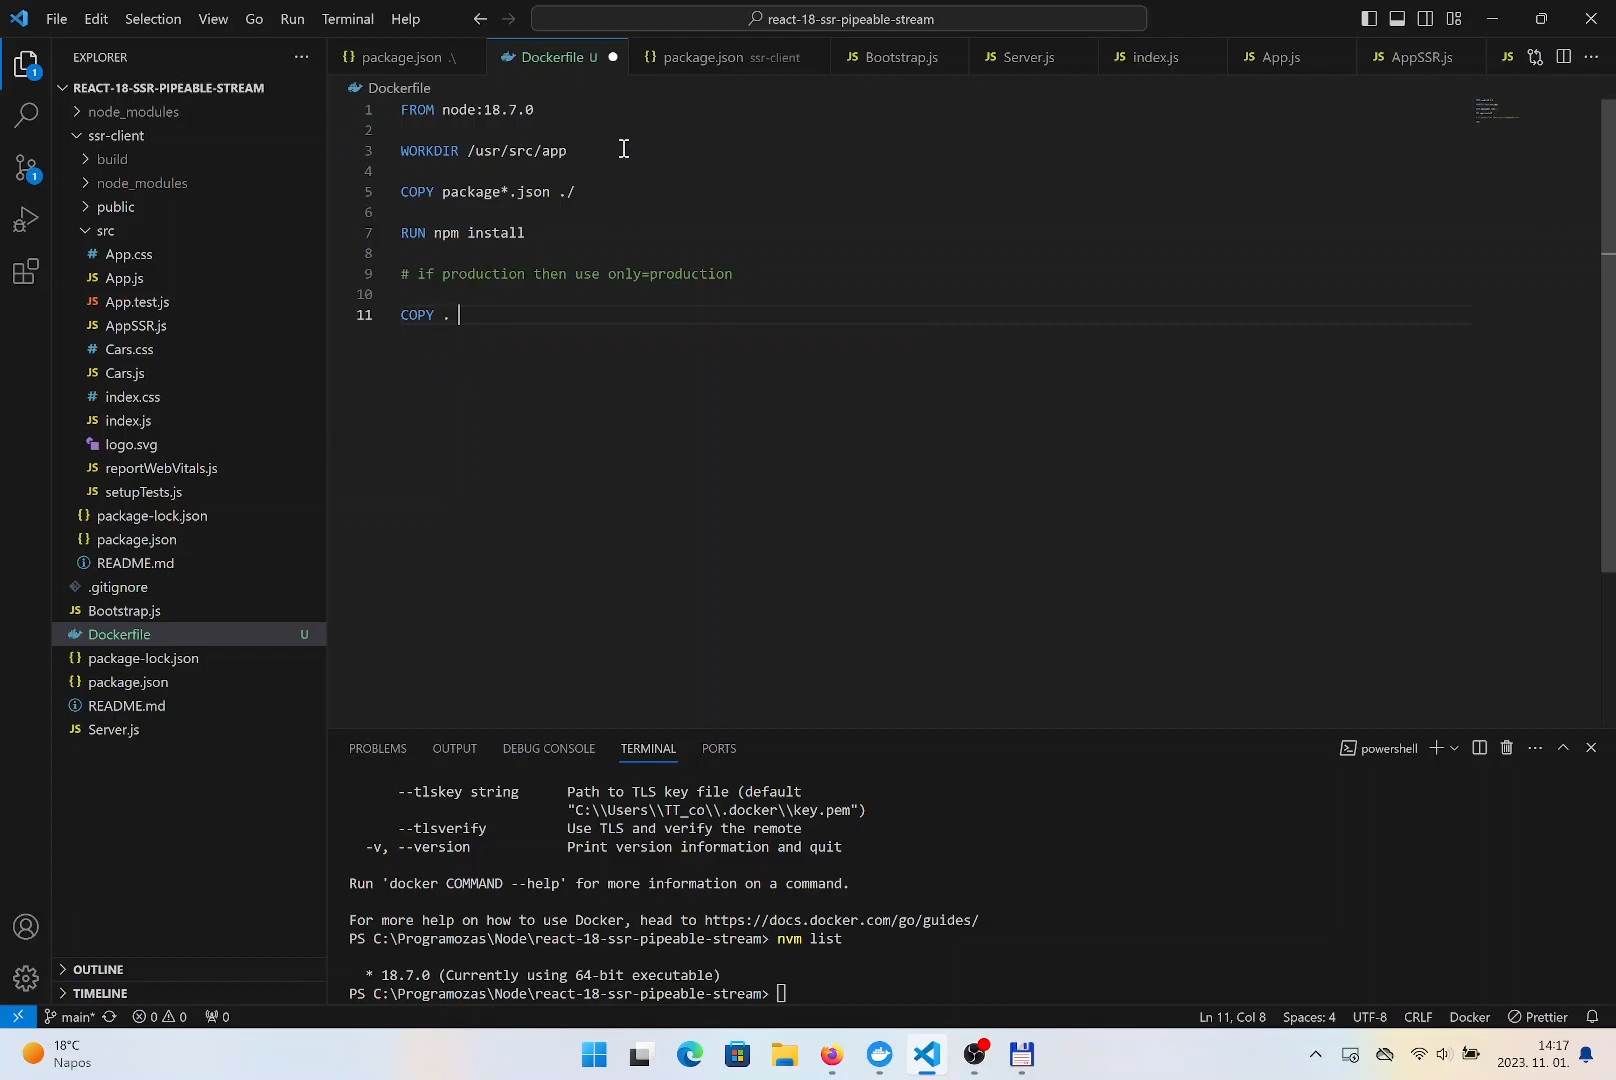 File Edit Selection View Go Run Terminal Help
react-18-ssr-pipeable-stream
EXPLORER
package.json .\
Dockerfile U
package.json ssr-client
Bootstrap.js
Server.js
index.js
App.js
AppSSR.js
REACT-18-SSR-PIPEABLE-STREAM
node_modules
ssr-client
build
node_modules
public
src
App.css
App.js
App.test.js
AppSSR.js
Cars.css
Cars.js
index.css
index.js
logo.svg
reportWebVitals.js
setupTests.js
package-lock.json
package.json
README.md
.gitignore
Bootstrap.js
Dockerfile U
package-lock.json
package.json
README.md
Server.js
OUTLINE
TIMELINE
Dockerfile
1 FROM node:18.7.0
2
3 WORKDIR /usr/src/app
4
5 COPY package*.json ./
6
7 RUN npm install
8
9 # if production then use only=production
10
11 COPY .
PROBLEMS OUTPUT DEBUG CONSOLE TERMINAL PORTS
powershell
--tlskey string Path to TLS key file (default
"C:\\Users\\TT_co\\.docker\\key.pem")
--tlsverify Use TLS and verify the remote
-v, --version Print version information and quit
Run 'docker COMMAND --help' for more information on a command.
For more help on how to use Docker, head to https://docs.docker.com/go/guides/
PS C:\Programozas\Node\react-18-ssr-pipeable-stream> nvm list
* 18.7.0 (Currently using 64-bit executable)
PS C:\Programozas\Node\react-18-ssr-pipeable-stream>
main* 0 0 0
Ln 11, Col 8 Spaces: 4 UTF-8 CRLF Docker Prettier
18°C
Napos
14:17
2023. 11. 01.